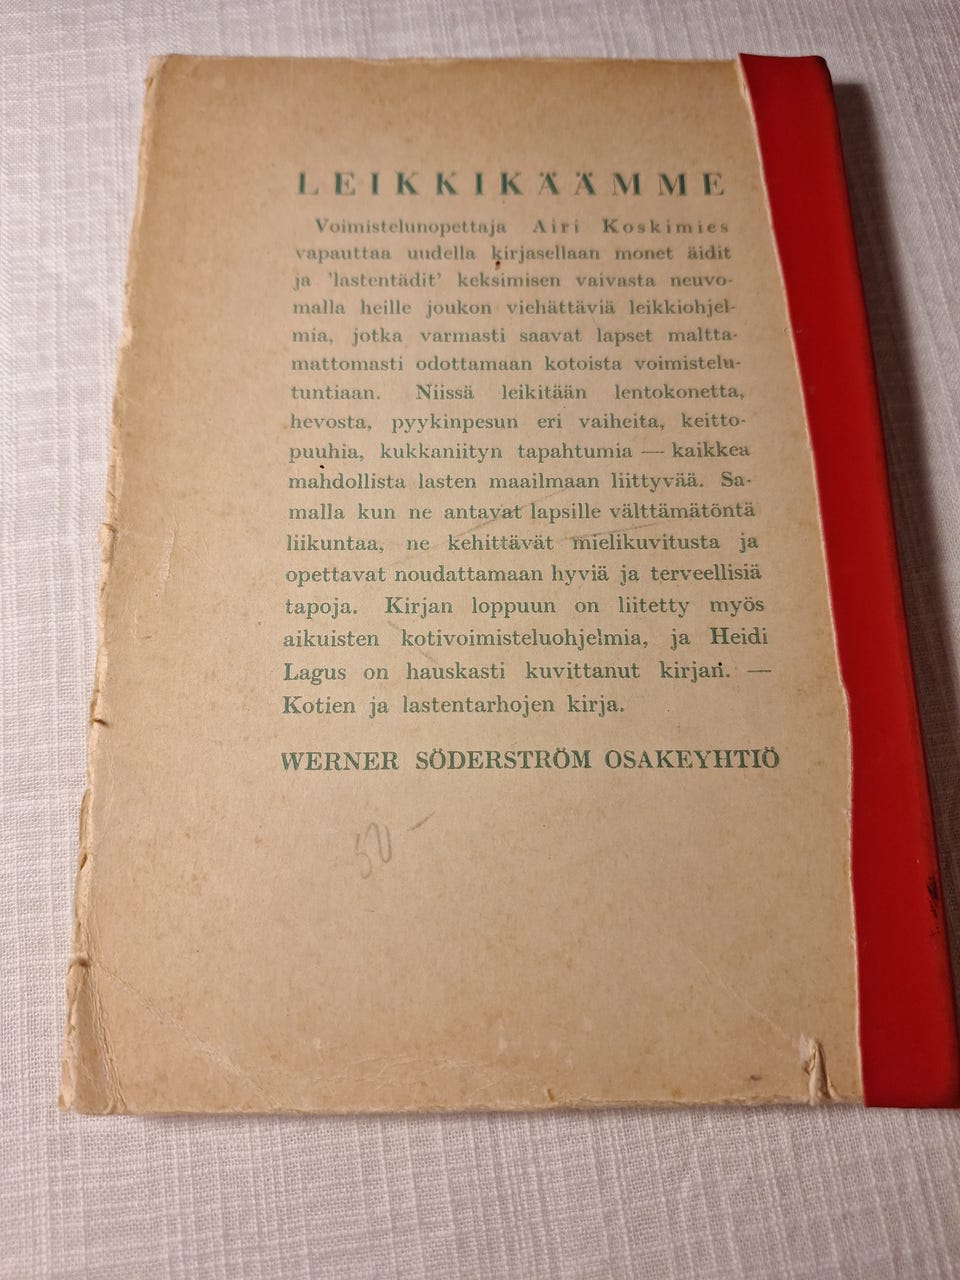 LEIKKIKÄÄMME
Voimistelunopettaja Airi Koskimies
vapauttaa uudella kirjasellaan monet äidit
ja 'lastentädit' keksimisen vaivasta neuvo-
malla heille joukon viehättäviä leikkiohjel-
mia, jotka varmasti saavat lapset maltta-
mattomasti odottamaan kotoista voimistelu-
tuntiaan. Niissä leikitään lentokonetta,
hevosta, pyykinpesun eri vaiheita, keitto-
puuhia, kukkaniityn tapahtumia — kaikkea
mahdollista lasten maailmaan liittyvää. Sa-
malla kun ne antavat lapsille välttämätöntä
liikuntaa, ne kehittävät mielikuvitusta ja
opettavat noudattamaan hyviä ja terveellisiä
tapoja. Kirjan loppuun on liitetty myös
aikuisten kotivoimisteluohjelmia, ja Heidi
Lagus on hauskasti kuvittanut kirjan. —
Kotien ja lastentarhojen kirja.
WERNER SÖDERSTRÖM OSAKEYHTIÖ
50 –